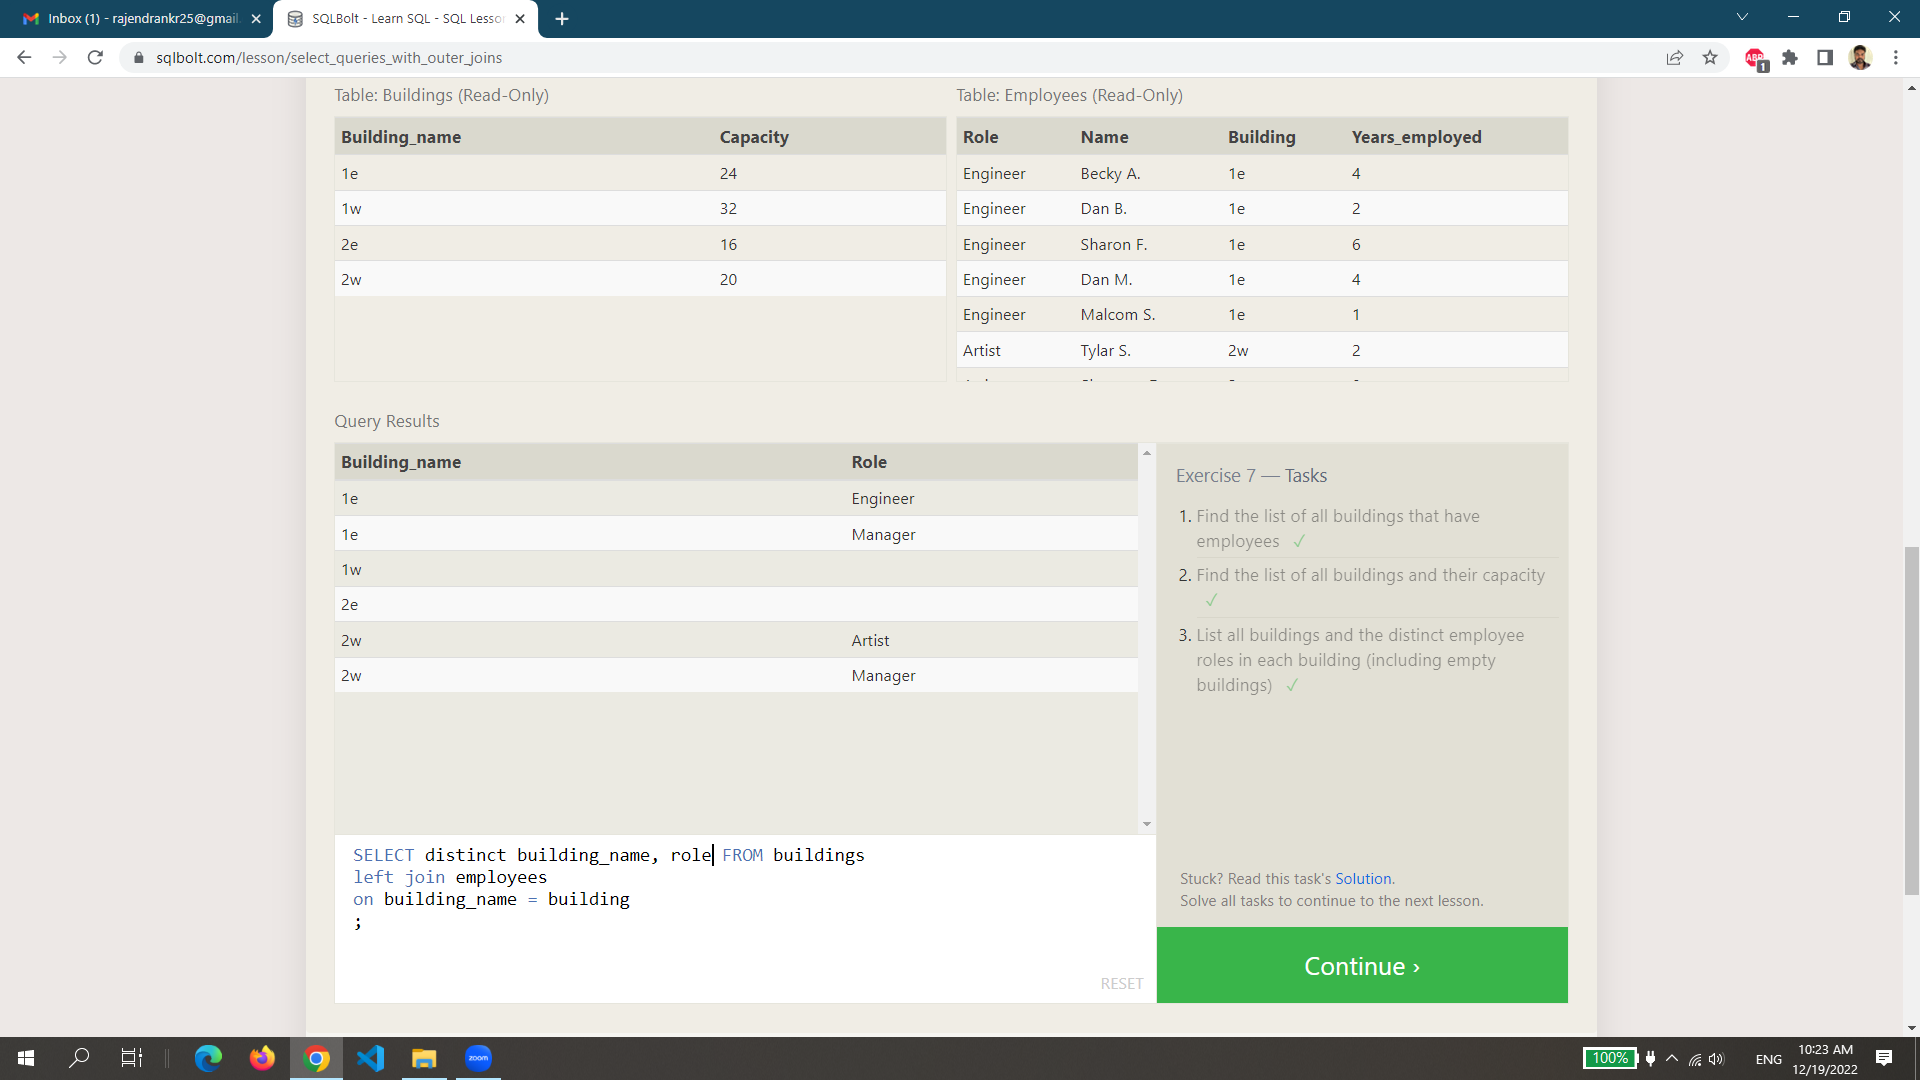 Inbox (1) - rajendrankr25@gmail.
SQLBolt - Learn SQL - SQL Lesson
sqlbolt.com/lesson/select_queries_with_outer_joins
ABP
1
Table: Buildings (Read-Only)
Building_name Capacity
1e 24
1w 32
2e 16
2w 20
Table: Employees (Read-Only)
Role Name Building Years_employed
Engineer Becky A. 1e 4
Engineer Dan B. 1e 2
Engineer Sharon F. 1e 6
Engineer Dan M. 1e 4
Engineer Malcom S. 1e 1
Artist Tylar S. 2w 2
Query Results
Building_name Role
1e Engineer
1e Manager
1w
2e
2w Artist
2w Manager
Exercise 7 — Tasks
1. Find the list of all buildings that have
employees ✓
2. Find the list of all buildings and their capacity
✓
3. List all buildings and the distinct employee
roles in each building (including empty
buildings) ✓
SELECT distinct building_name, role FROM buildings
left join employees
on building_name = building
;
RESET
Stuck? Read this task's Solution.
Solve all tasks to continue to the next lesson.
Continue ›
zoom
100%
ENG
10:23 AM
12/19/2022